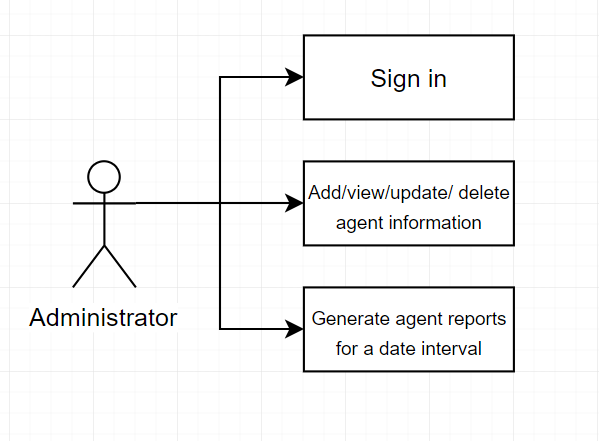 Sign in
Add/view/update/ delete
agent information
Administrator
Generate agent reports
for a date interval